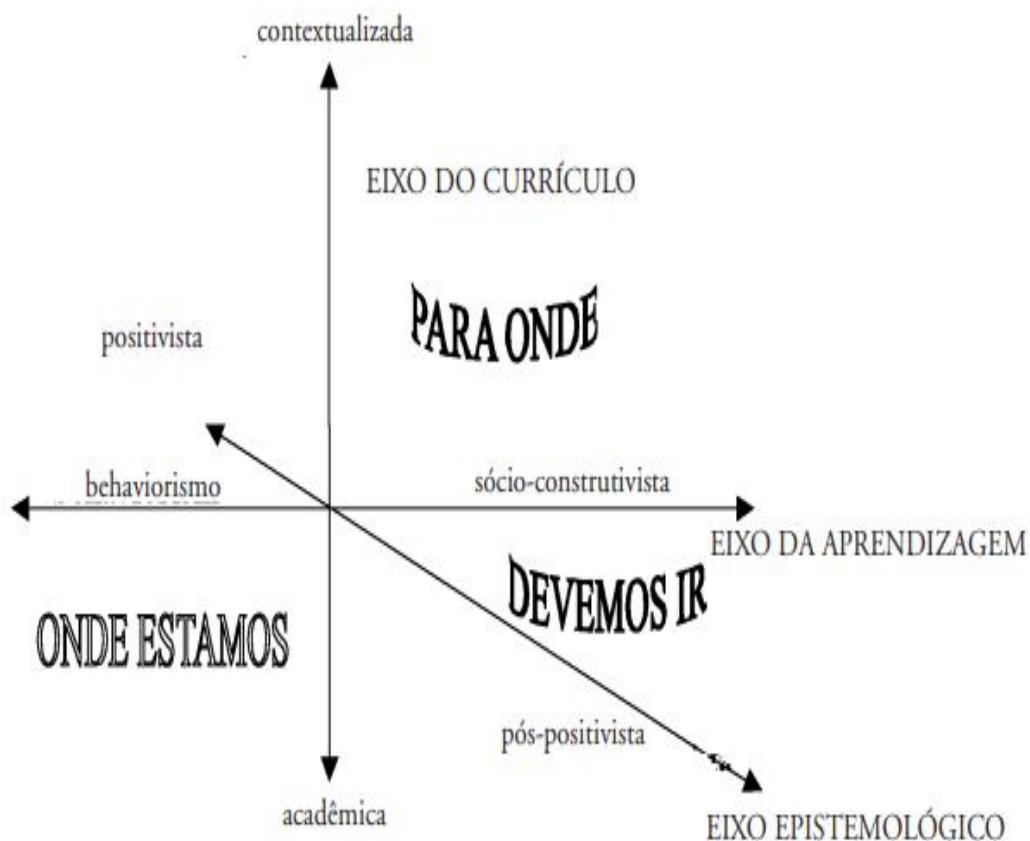 contextualizada
EIXO DO CURRÍCULO
PARA ONDE
positivista
behaviorismo
sócio-construtivista
EIXO DA APRENDIZAGEM
DEVEMOS IR
ONDE ESTAMOS
pós-positivista
acadêmica
EIXO EPISTEMOLÓGICO